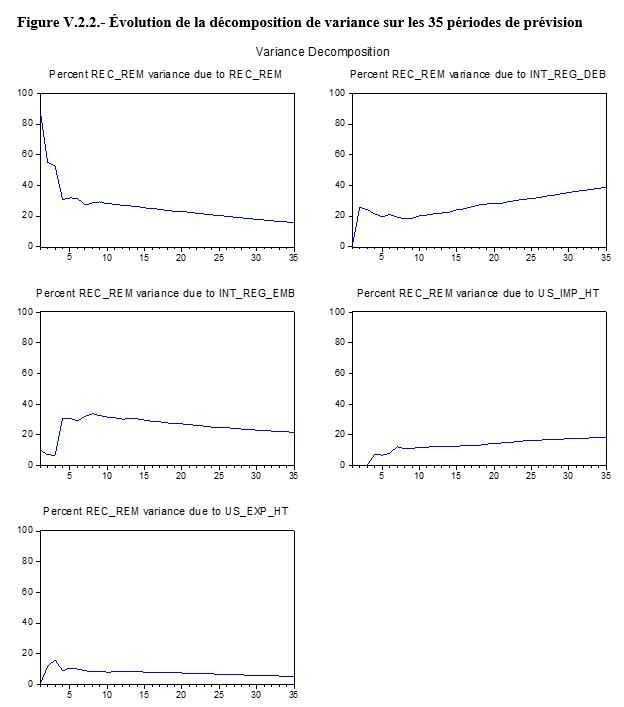 Figure V.2.2.- Évolution de la décomposition de variance sur les 35 périodes de prévision
Variance Decomposition
Percent REC_REM variance due to REC_REM
100
80
60
40
20
0
5 10 15 20 25 30 35
Percent REC_REM variance due to INT_REG_DEB
100
80
60
40
20
0
5 10 15 20 25 30 35
Percent REC_REM variance due to INT_REG_EMB
100
80
60
40
20
0
5 10 15 20 25 30 35
Percent REC_REM variance due to US_IMP_HT
100
80
60
40
20
0
5 10 15 20 25 30 35
Percent REC_REM variance due to US_EXP_HT
100
80
60
40
20
0
5 10 15 20 25 30 35